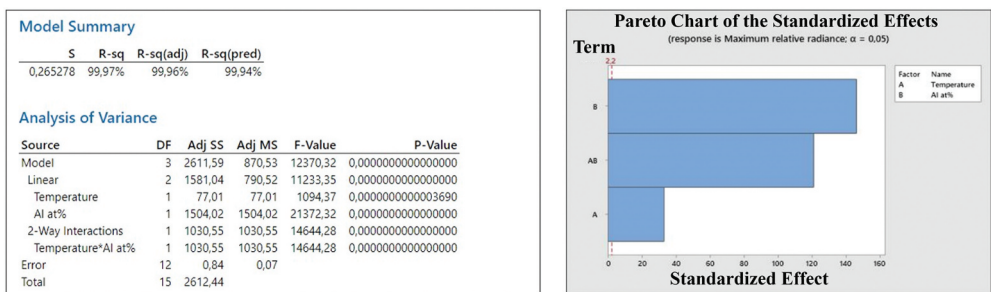 Model Summary
S R-sq R-sq(adj) R-sq(pred)
0,265278 99,97% 99,96% 99,94%
Analysis of Variance
Source DF Adj SS Adj MS F-Value P-Value
Model 3 2611,59 870,53 12370,32 0,0000000000000000
Linear 2 1581,04 790,52 11233,35 0,0000000000000000
Temperature 1 77,01 77,01 1094,37 0,0000000000003690
Al at% 1 1504,02 1504,02 21372,32 0,0000000000000000
2-Way Interactions 1 1030,55 1030,55 14644,28 0,0000000000000000
Temperature*Al at% 1 1030,55 1030,55 14644,28 0,0000000000000000
Error 12 0,84 0,07
Total 15 2612,44
Pareto Chart of the Standardized Effects
(response is Maximum relative radiance; α = 0,05)
Term
2,2
Factor Name
A Temperature
B Al at%
B
AB
A
0 20 40 60 80 100 120 140 160
Standardized Effect